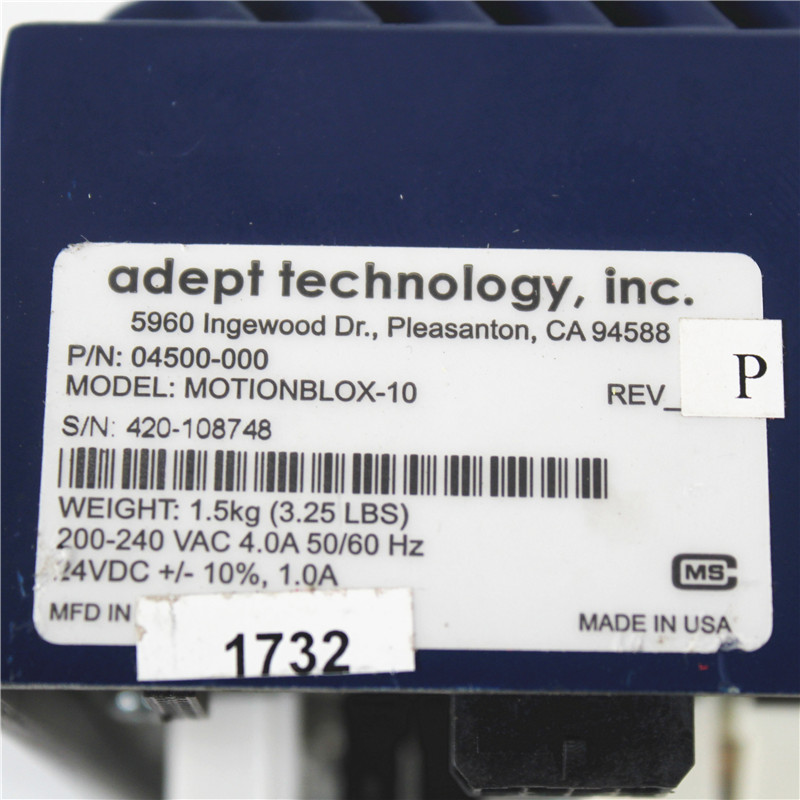 adept technology, inc.
5960 Ingewood Dr., Pleasanton, CA 94588
P/N: 04500-000
MODEL: MOTIONBLOX-10 REV_ P
S/N: 420-108748
WEIGHT: 1.5kg (3.25 LBS)
200-240 VAC 4.0A 50/60 Hz
24VDC +/- 10%, 1.0A
CMS
MFD IN 1732 MADE IN USA